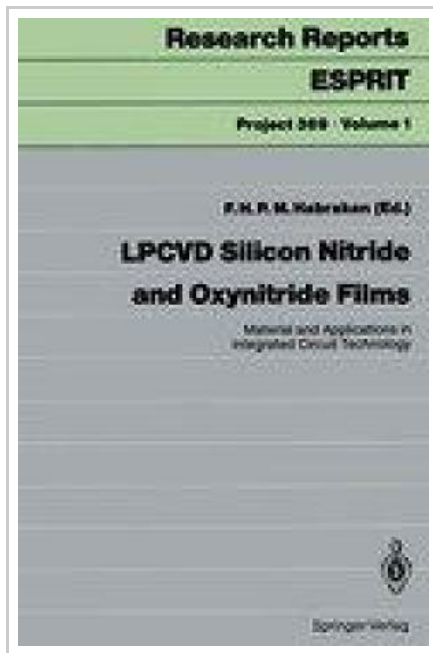 Research Reports
ESPRIT
Project 369 · Volume 1
F.H.P.M. Habraken (Ed.)
LPCVD Silicon Nitride
and Oxynitride Films
Material and Applications in
Integrated Circuit Technology
Springer-Verlag